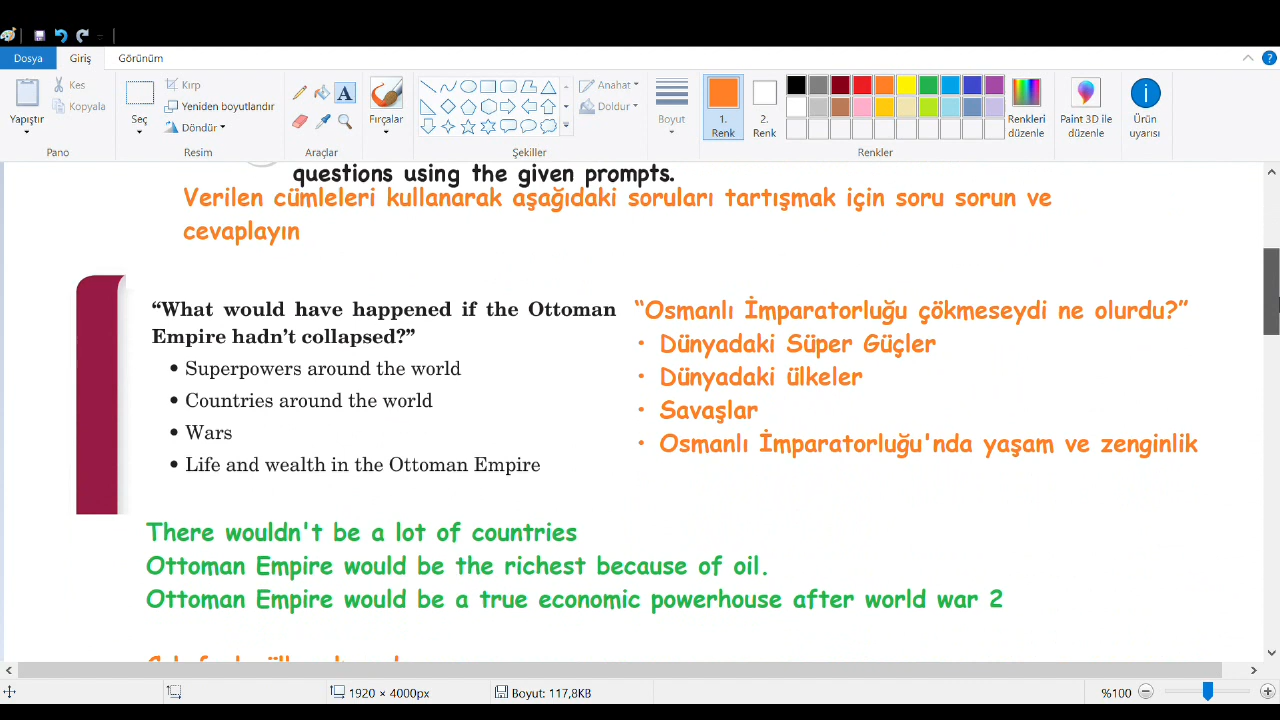 Dosya Giriş Görünüm
Yapıştır
Kes
Kopyala
Pano
Seç
Kırp
Yeniden boyutlandır
Döndür
Resim
A
Araçlar
Fırçalar
Şekiller
Anahat
Doldur
Boyut
1.
Renk
2.
Renk
Renkleri
düzenle
Renkler
Paint 3D ile
düzenle
Ürün
uyarısı
questions using the given prompts.
Verilen cümleleri kullanarak aşağıdaki soruları tartışmak için soru sorun ve
cevaplayın
“What would have happened if the Ottoman
Empire hadn’t collapsed?”
• Superpowers around the world
• Countries around the world
• Wars
• Life and wealth in the Ottoman Empire
“Osmanlı İmparatorluğu çökmeseydi ne olurdu?”
• Dünyadaki Süper Güçler
• Dünyadaki ülkeler
• Savaşlar
• Osmanlı İmparatorluğu'nda yaşam ve zenginlik
There wouldn't be a lot of countries
Ottoman Empire would be the richest because of oil.
Ottoman Empire would be a true economic powerhouse after world war 2
1920 × 4000px
Boyut: 117,8KB
%100